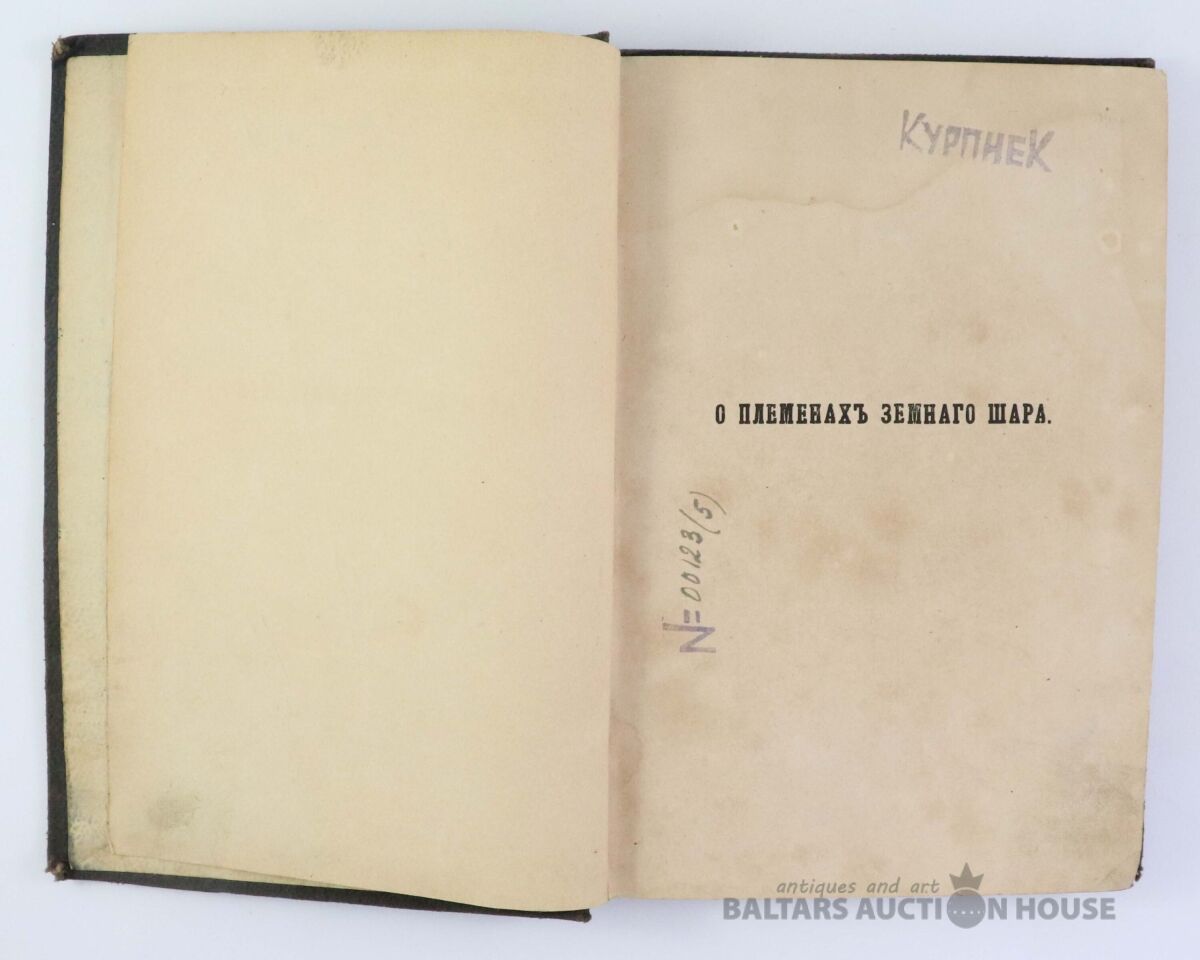 КУРПНЕК
О ПЛЕМЕНАХЪ ЗЕМНАГО ШАРА.
N= 00123(5)
antiques and art
BALTARS AUCTION HOUSE